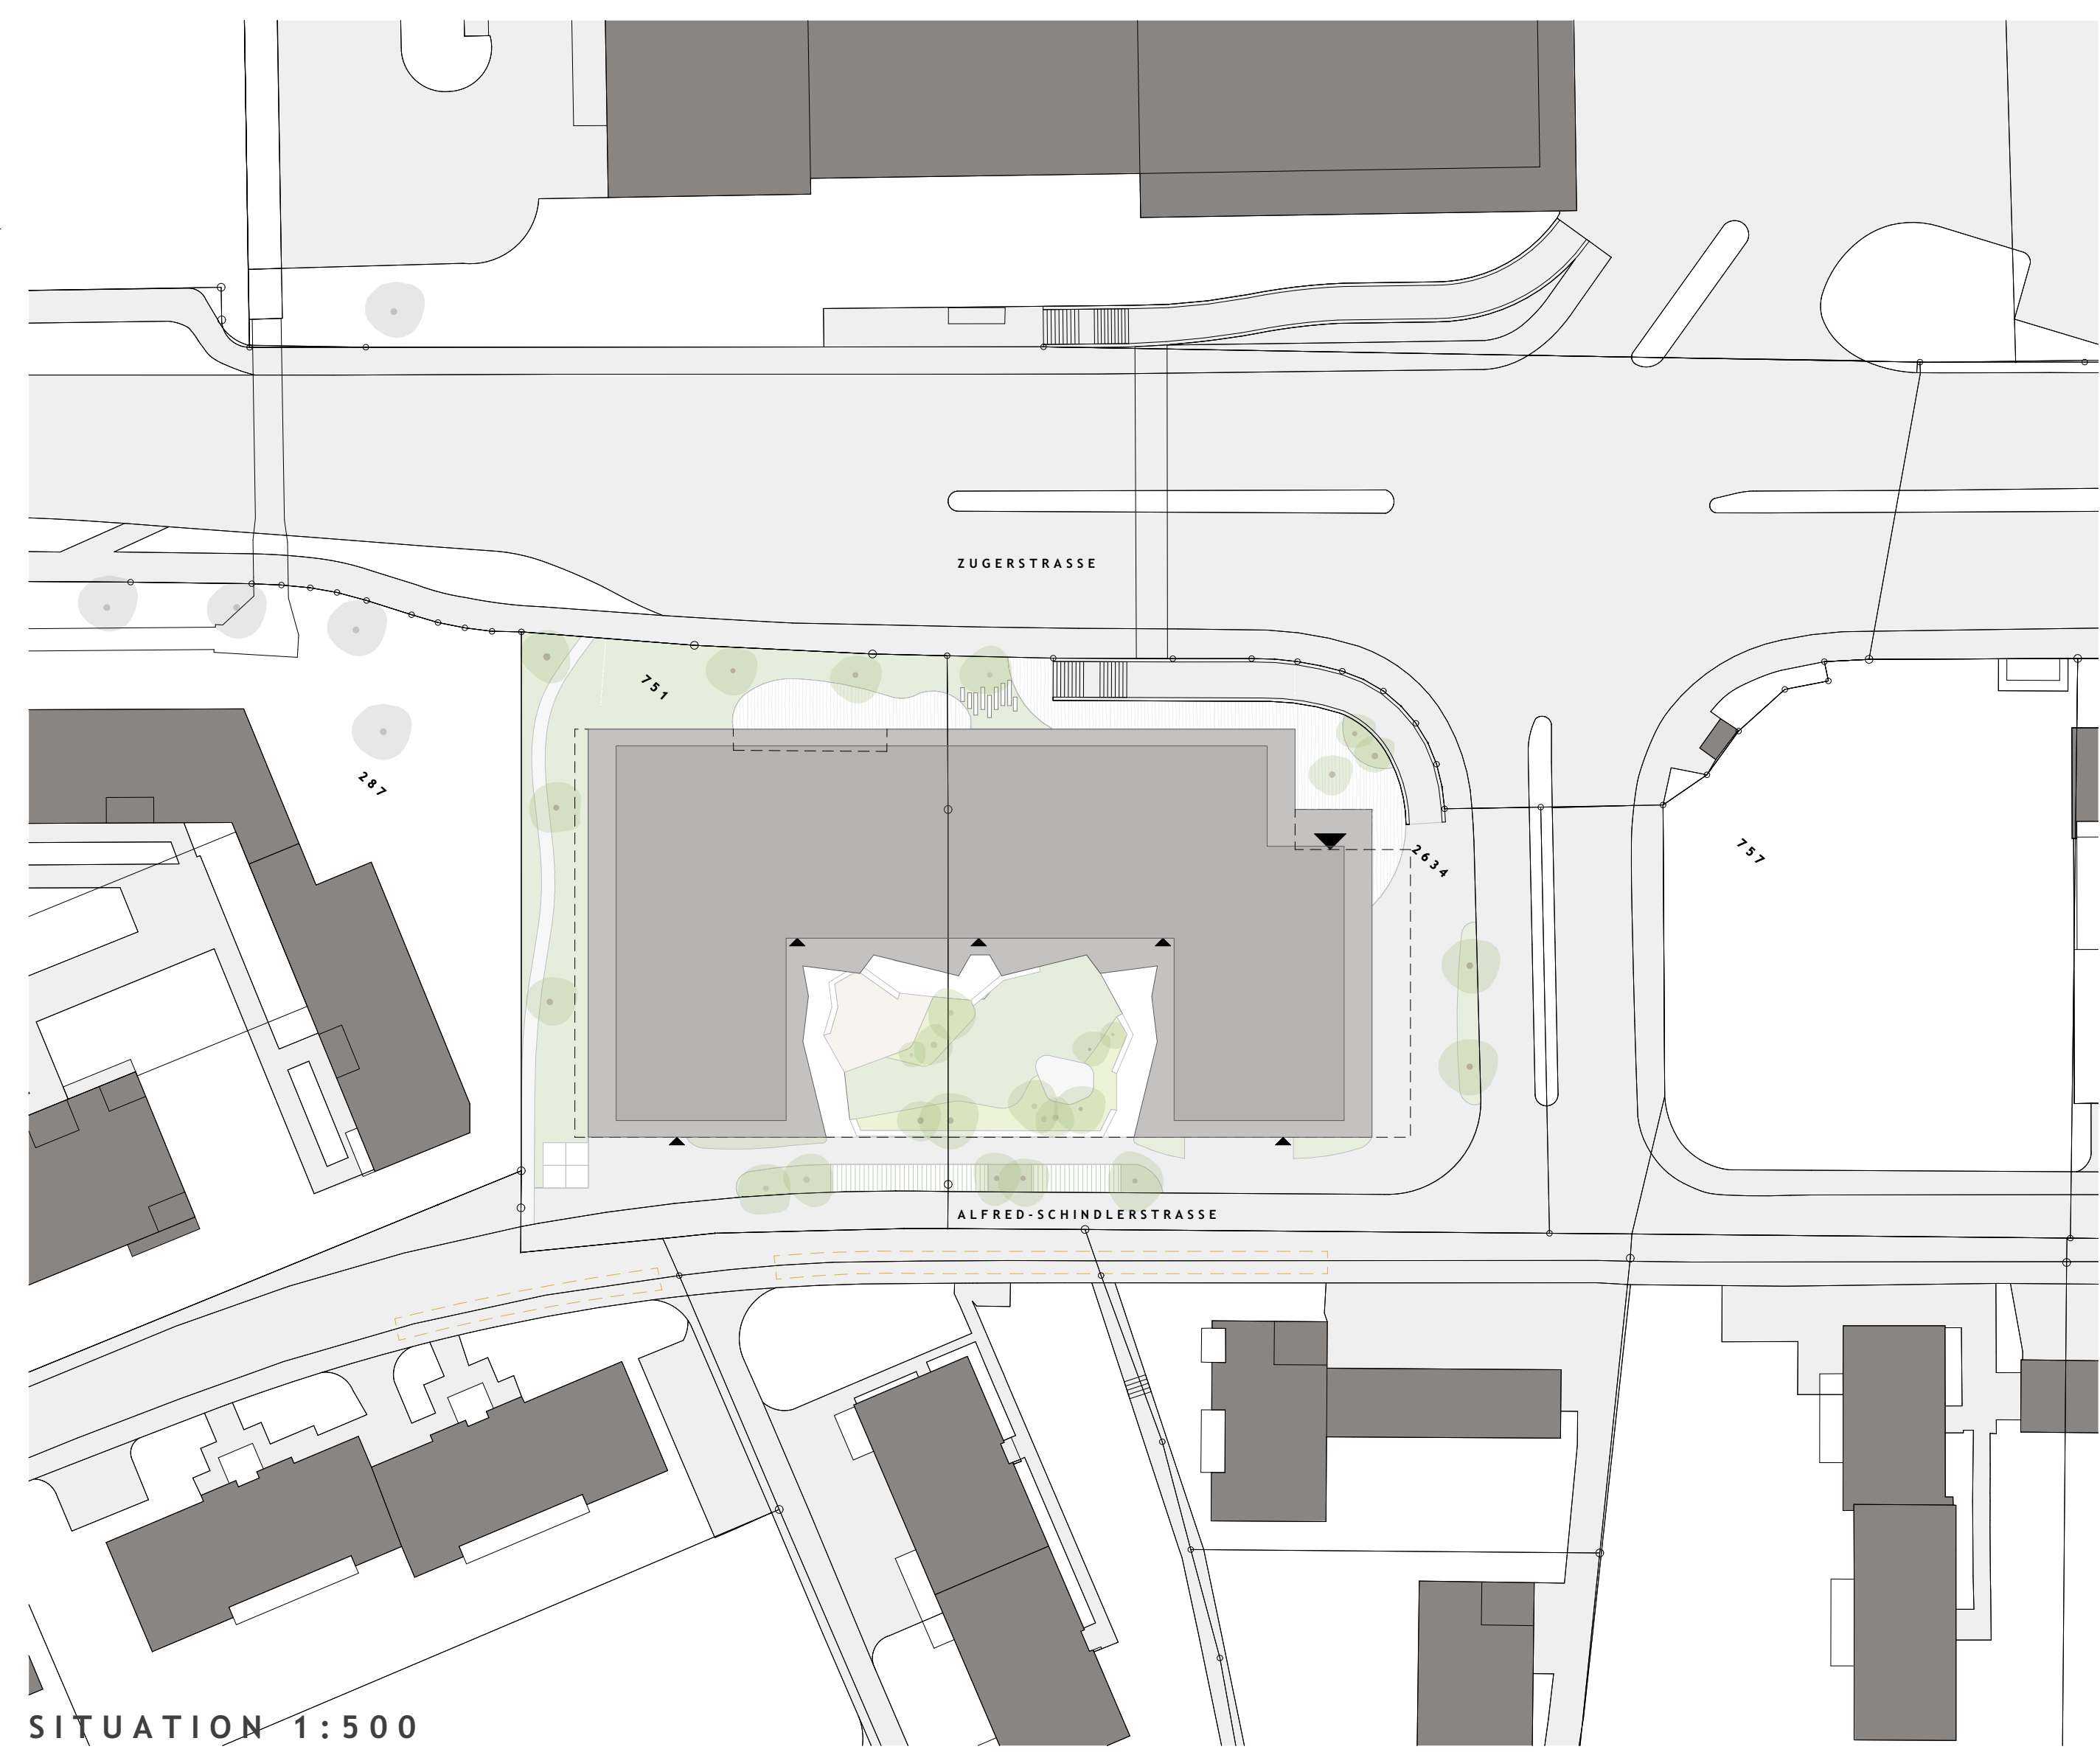 ZUGERSTRASSE
751
287
2634
757
ALFRED-SCHINDLERSTRASSE
SITUATION 1:500